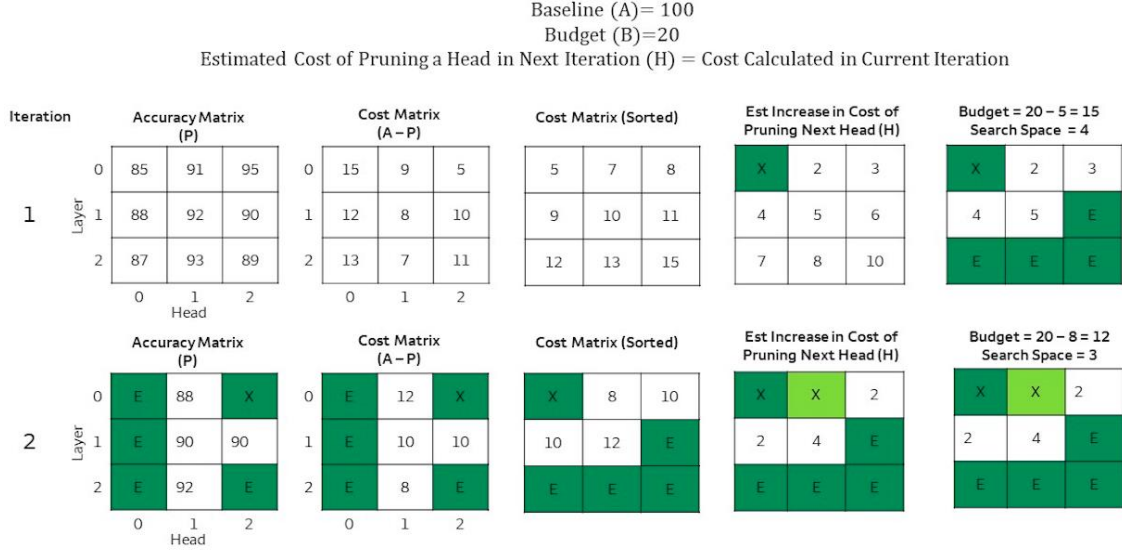 Baseline (A)= 100
Budget (B)=20
Estimated Cost of Pruning a Head in Next Iteration (H) = Cost Calculated in Current Iteration
Iteration
Accuracy Matrix
(P)
Cost Matrix
(A – P)
Cost Matrix (Sorted)
Est Increase in Cost of
Pruning Next Head (H)
Budget = 20 – 5 = 15
Search Space = 4
0 85 91 95 0 15 9 5 5 7 8 X 2 3 X 2 3
1 Layer 1 88 92 90 1 12 8 10 9 10 11 4 5 6 4 5 E
2 87 93 89 2 13 7 11 12 13 15 7 8 10 E E E
0 1 2 0 1 2
Head
Accuracy Matrix
(P)
Cost Matrix
(A – P)
Cost Matrix (Sorted)
Est Increase in Cost of
Pruning Next Head (H)
Budget = 20 – 8 = 12
Search Space = 3
0 E 88 X 0 E 12 X X 8 10 X X 2 X X 2
2 Layer 1 E 90 90 1 E 10 10 10 12 E 2 4 E 2 4 E
2 E 92 E 2 E 8 E E E E E E E E E E
0 1 2 0 1 2
Head